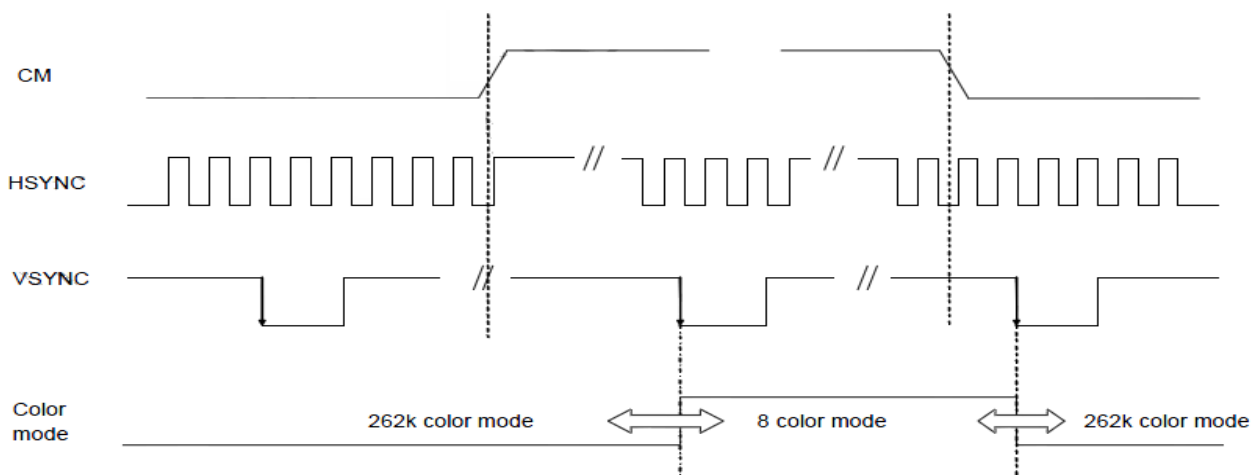 CM
HSYNC
VSYNC
Color
mode
262k color mode
8 color mode
262k color mode